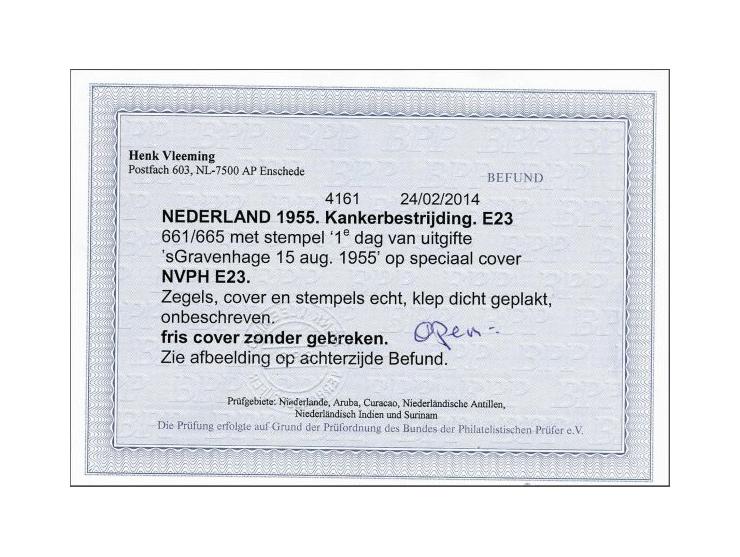 Henk Vleeming
Postfach 603, NL-7500 AP Enschede
BEFUND
4161 24/02/2014
NEDERLAND 1955. Kankerbestrijding. E23
661/665 met stempel '1e dag van uitgifte
'sGravenhage 15 aug. 1955' op speciaal cover
NVPH E23.
Zegels, cover en stempels echt, klep dicht geplakt,
onbeschreven.
fris cover zonder gebreken. Open
Zie afbeelding op achterzijde Befund.
Prüfgebiete: Niederlande, Aruba, Curacao, Niederländische Antillen,
Niederländisch Indien und Surinam
Die Prüfung erfolgte auf Grund der Prüfordnung des Bundes der Philatelistischen Prüfer e.V.